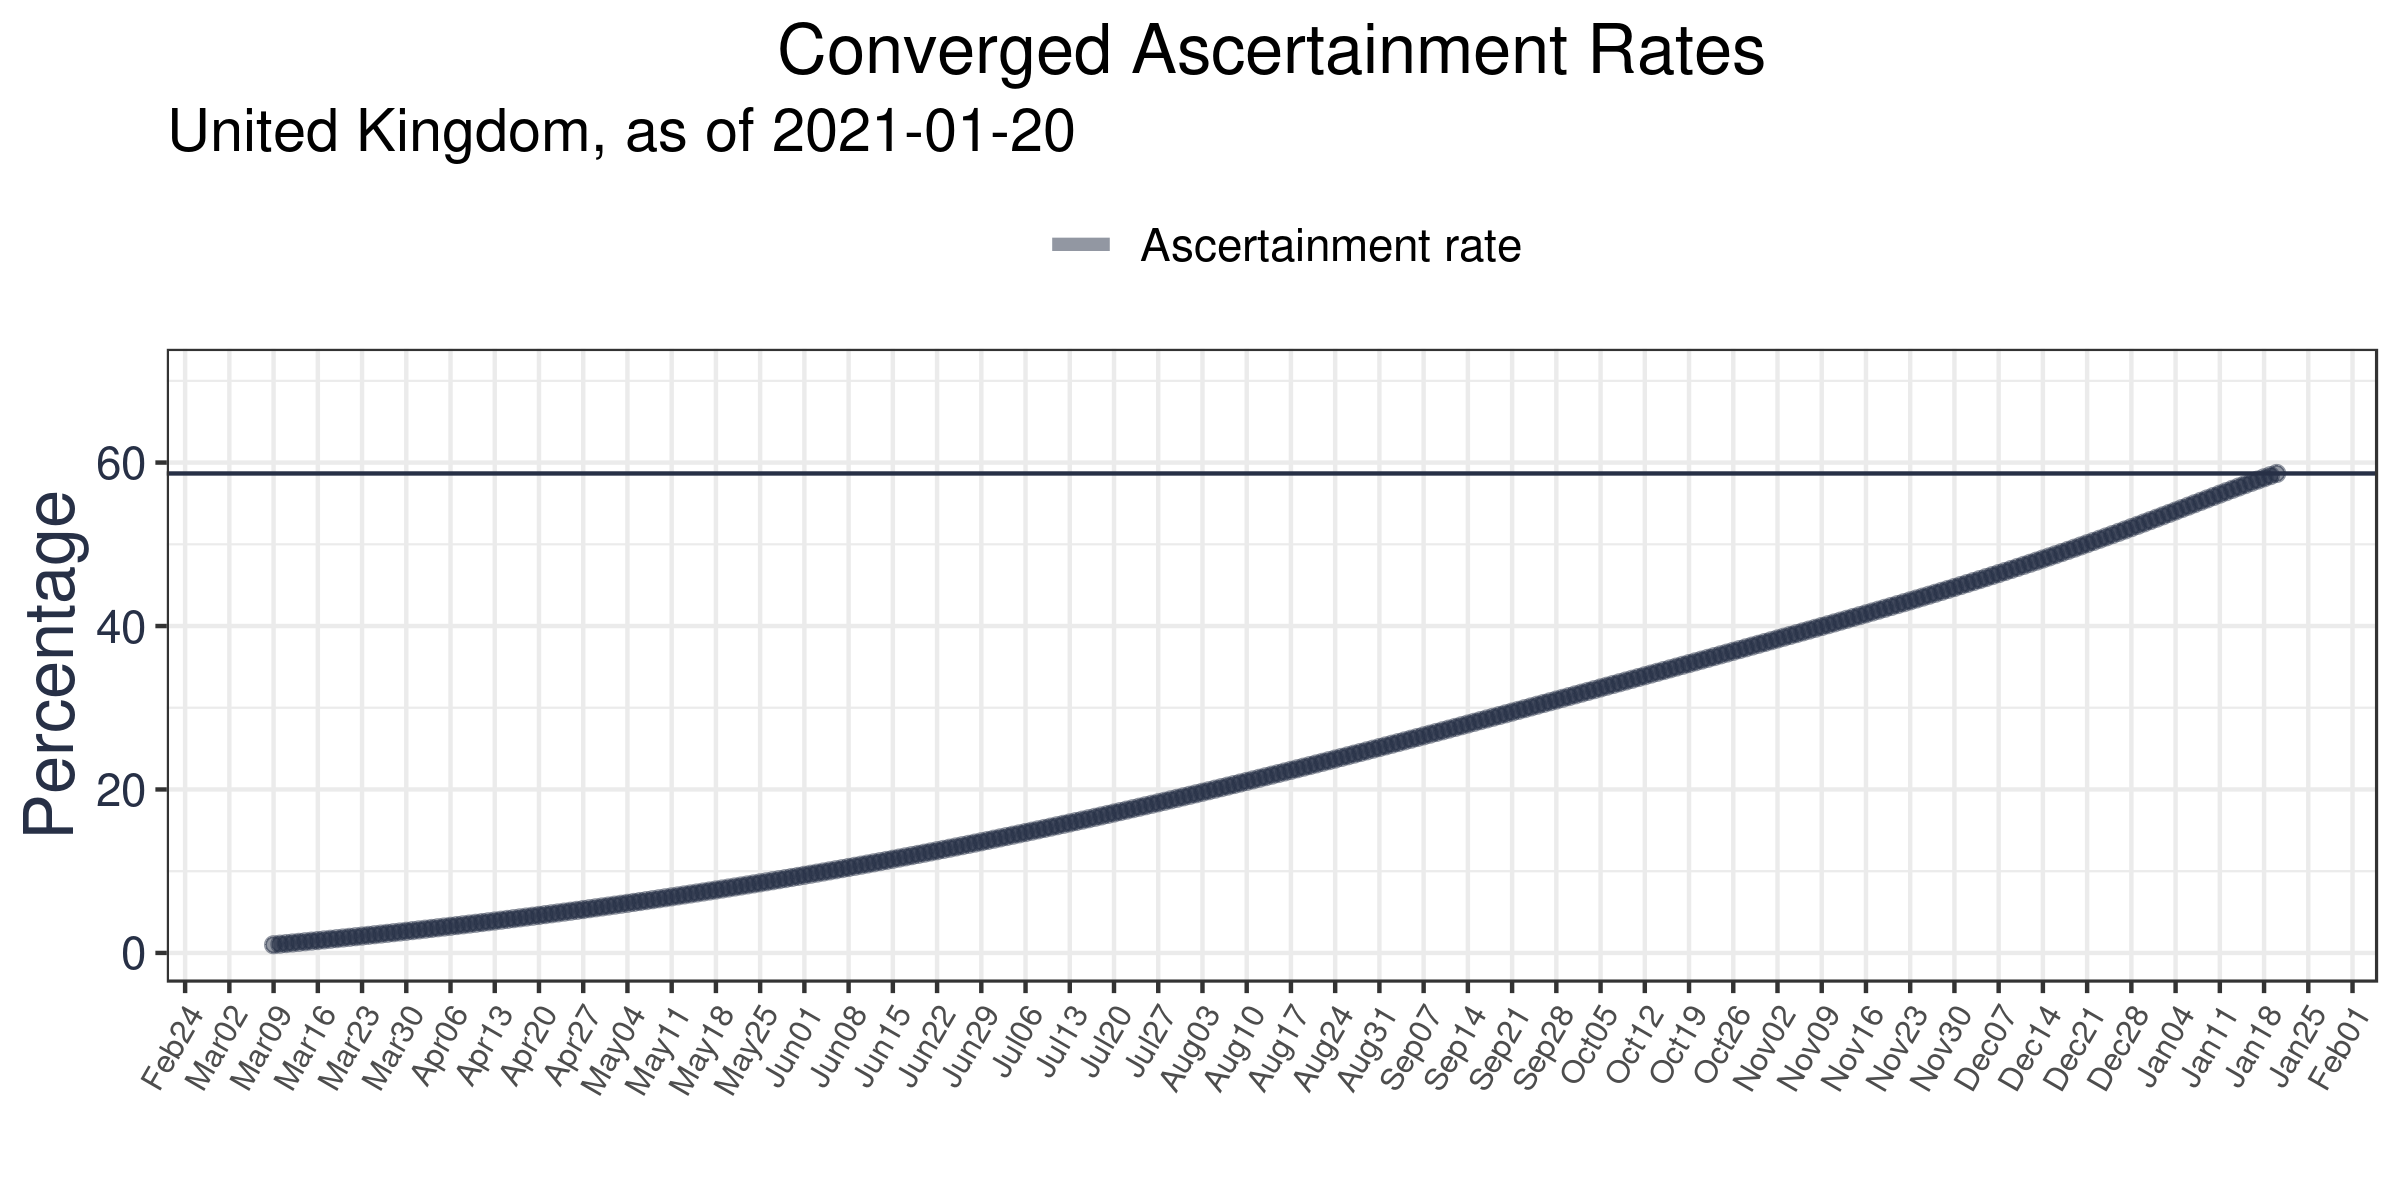 Converged Ascertainment Rates
United Kingdom, as of 2021-01-20
Ascertainment rate
Percentage
60
40
20
0
Feb24
Mar02
Mar09
Mar16
Mar23
Mar30
Apr06
Apr13
Apr20
Apr27
May04
May11
May18
May25
Jun01
Jun08
Jun15
Jun22
Jun29
Jul06
Jul13
Jul20
Jul27
Aug03
Aug10
Aug17
Aug24
Aug31
Sep07
Sep14
Sep21
Sep28
Oct05
Oct12
Oct19
Oct26
Nov02
Nov09
Nov16
Nov23
Nov30
Dec07
Dec14
Dec21
Dec28
Jan04
Jan11
Jan18
Jan25
Feb01